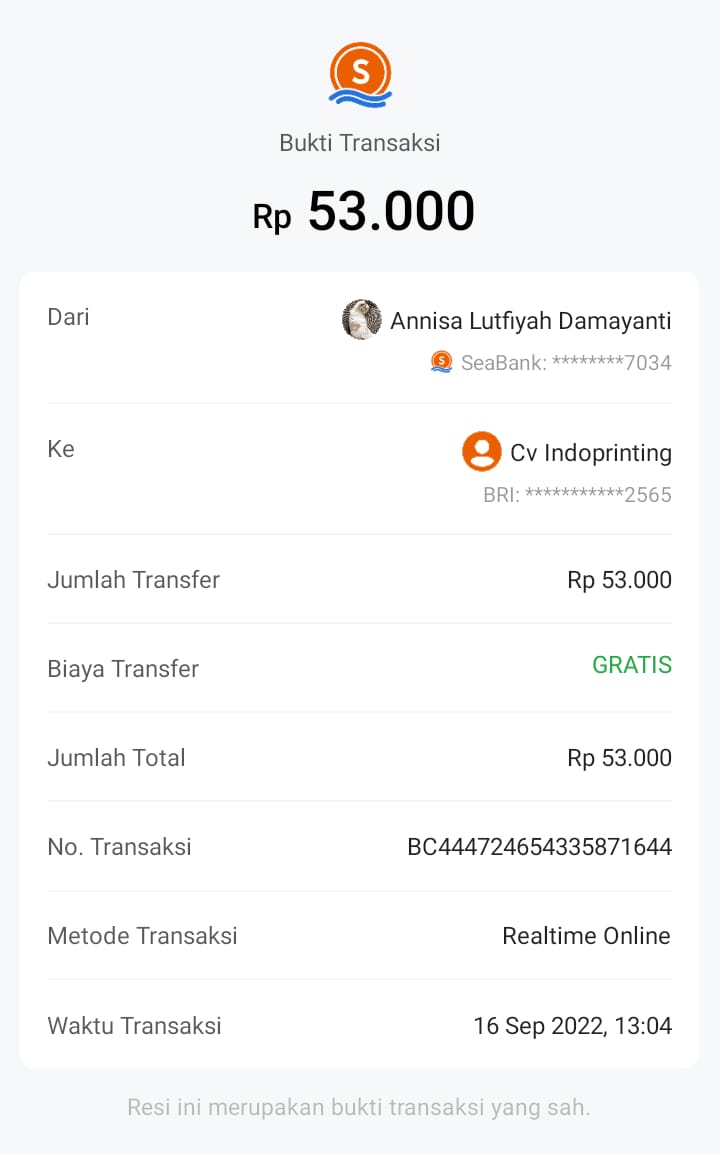 S
Bukti Transaksi
Rp 53.000
Dari
Annisa Lutfiyah Damayanti
S SeaBank: ********7034
Ke
Cv Indoprinting
BRI: ***********2565
Jumlah Transfer Rp 53.000
Biaya Transfer GRATIS
Jumlah Total Rp 53.000
No. Transaksi BC444724654335871644
Metode Transaksi Realtime Online
Waktu Transaksi 16 Sep 2022, 13:04
Resi ini merupakan bukti transaksi yang sah.